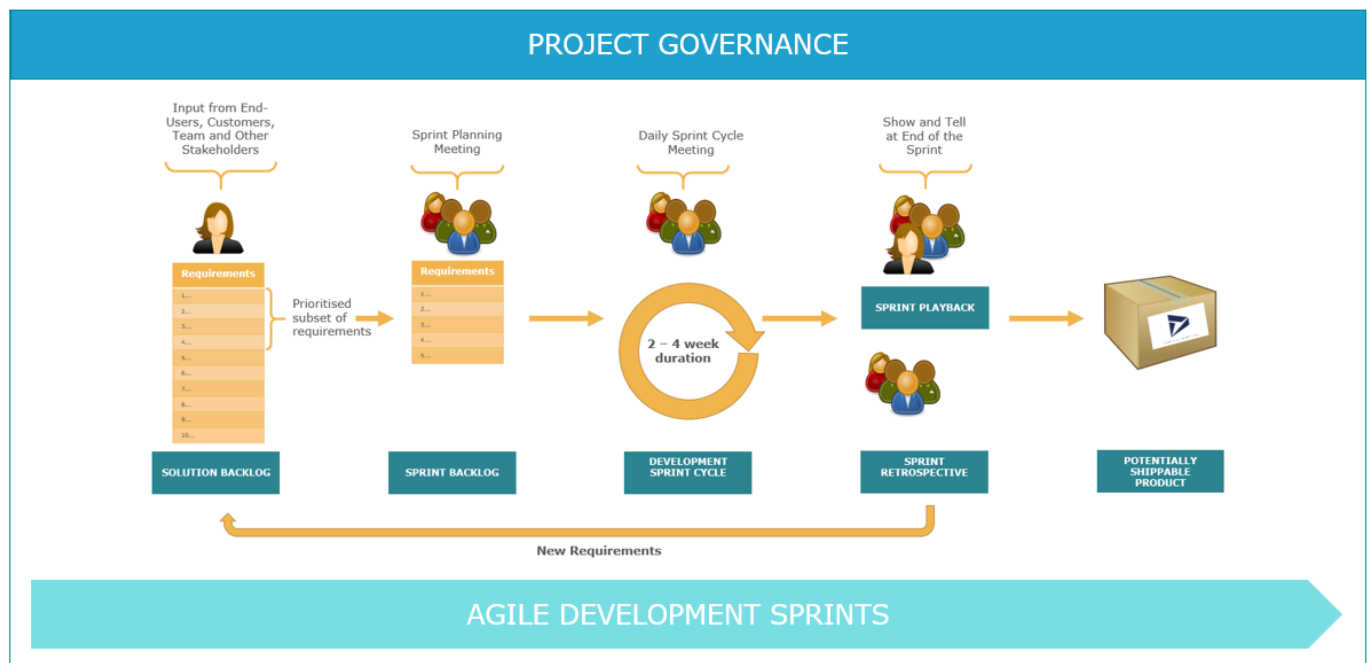 PROJECT GOVERNANCE
Input from End-
Users, Customers,
Team and Other
Stakeholders
Sprint Planning
Meeting
Daily Sprint Cycle
Meeting
Show and Tell
at End of the
Sprint
Requirements
1...
2...
3...
4...
5...
6...
7...
8...
9...
10...
Prioritised
subset of
requirements
Requirements
1...
2...
3...
4...
5...
2 – 4 week
duration
SPRINT PLAYBACK
SOLUTION BACKLOG
SPRINT BACKLOG
DEVELOPMENT
SPRINT CYCLE
SPRINT
RETROSPECTIVE
POTENTIALLY
SHIPPABLE
PRODUCT
New Requirements
AGILE DEVELOPMENT SPRINTS